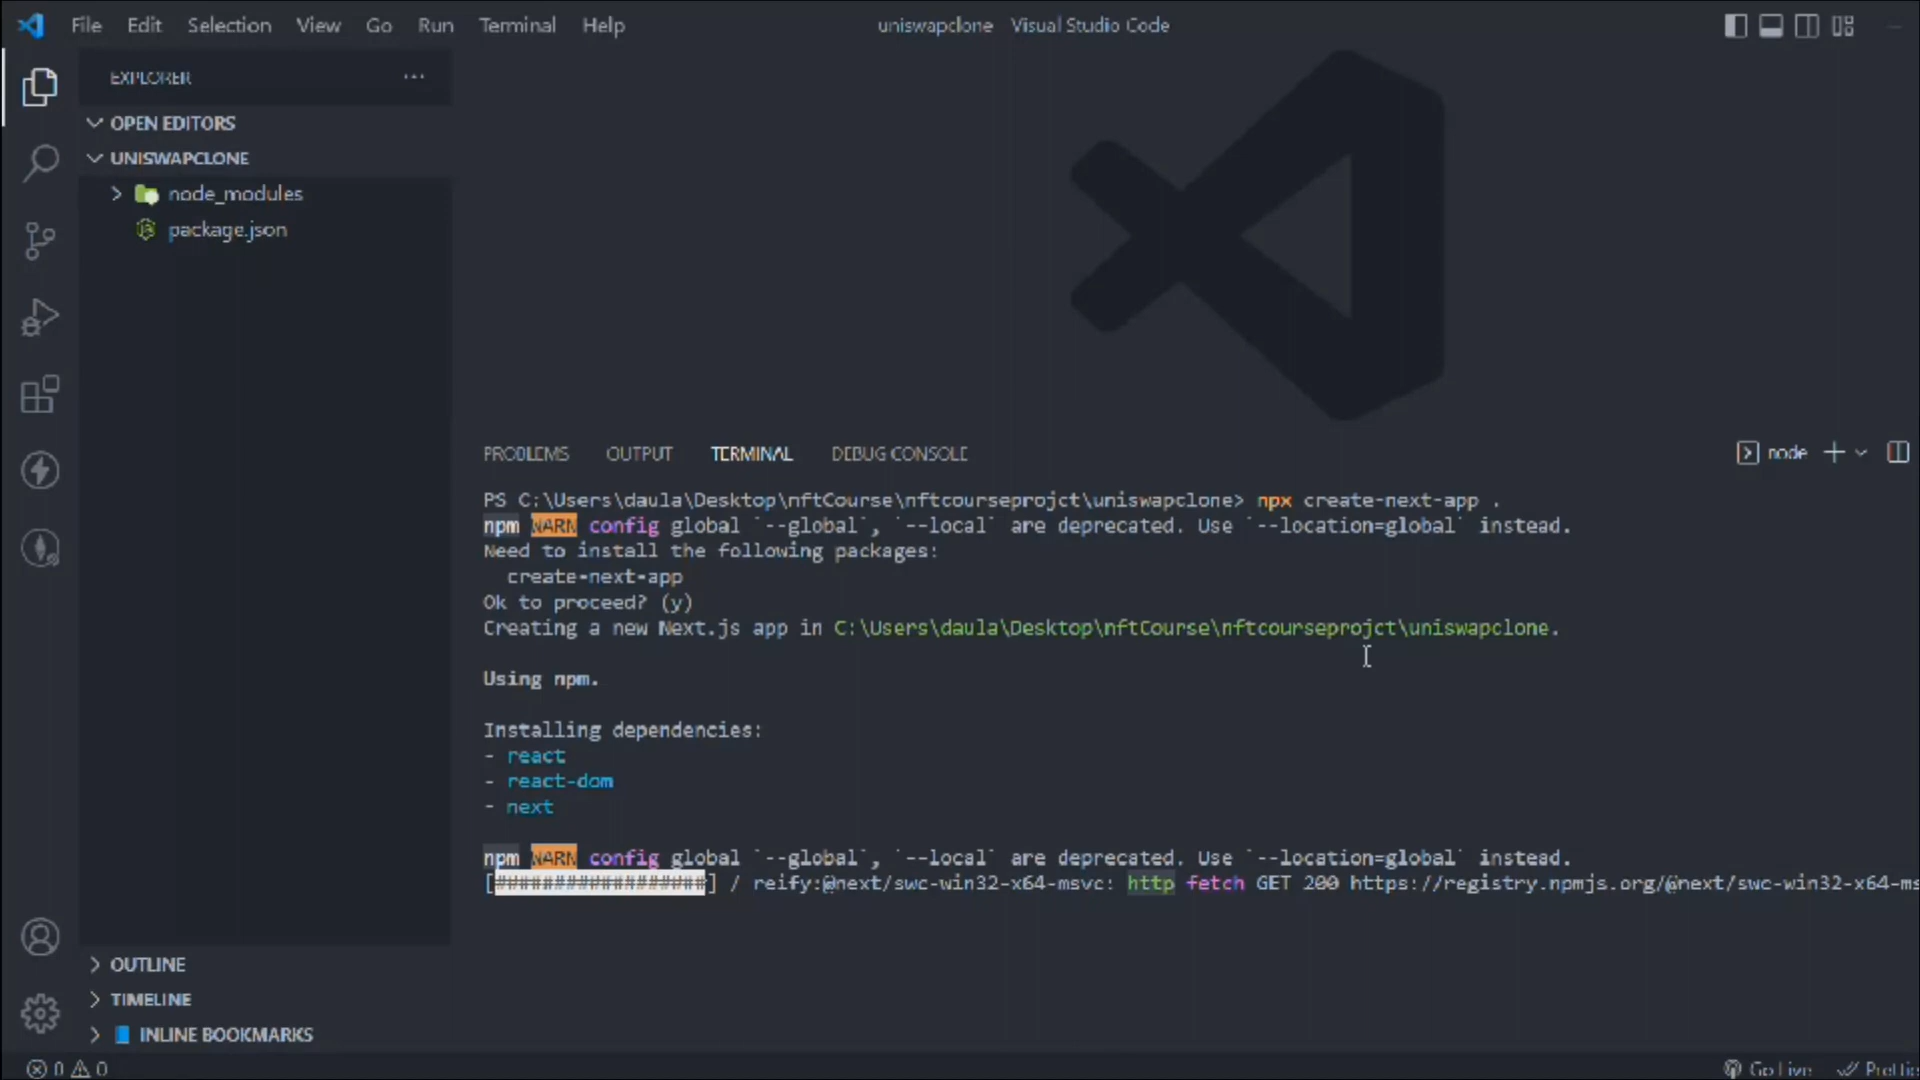 File Edit Selection View Go Run Terminal Help
uniswapclone Visual Studio Code
EXPLORER
OPEN EDITORS
UNISWAPCLONE
node_modules
package.json
PROBLEMS OUTPUT TERMINAL DEBUG CONSOLE
node
PS C:\Users\daula\Desktop\nftCourse\nftcourseprojct\uniswapclone> npx create-next-app .
npm WARN config global `--global`, `--local` are deprecated. Use `--location=global` instead.
Need to install the following packages:
create-next-app
Ok to proceed? (y)
Creating a new Next.js app in C:\Users\daula\Desktop\nftCourse\nftcourseprojct\uniswapclone.
Using npm.
Installing dependencies:
- react
- react-dom
- next
npm WARN config global `--global`, `--local` are deprecated. Use `--location=global` instead.
[##################] / reify:@next/swc-win32-x64-msvc: http fetch GET 200 https://registry.npmjs.org/@next/swc-win32-x64-ms
OUTLINE
TIMELINE
INLINE BOOKMARKS
0 0
Go Live
Prettie